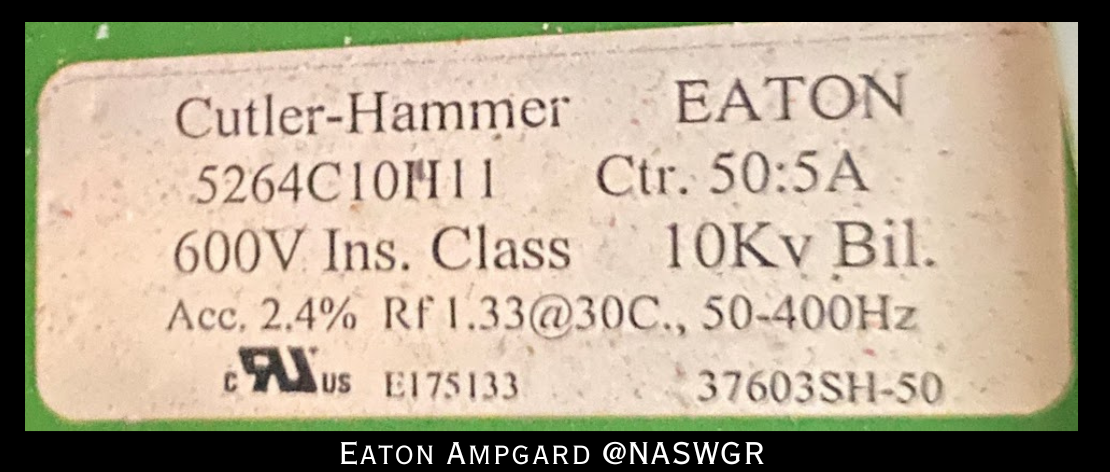 Cutler-Hammer EATON
Ctr. 50:5A
600V Ins. Class 10Kv Bil.
Acc. 2.4% Rf 1.33@30C., 50-400Hz
C RU US E175133 37603SH-50
EATON AMPGARD @NASWGR